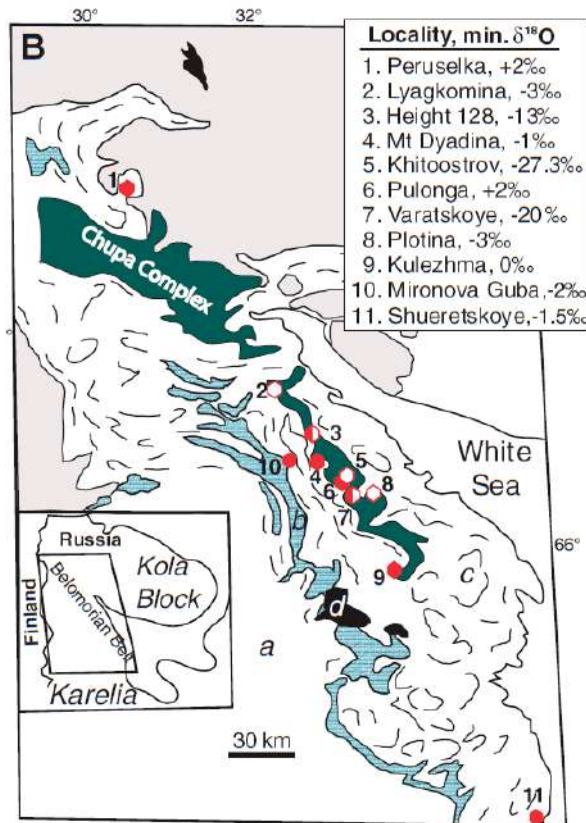 30°
32°
66°
B
Locality, min. δ¹⁸O
1. Peruselka, +2‰
2. Lyagkomina, -3‰
3. Height 128, -13‰
4. Mt Dyadina, -1‰
5. Khitoostrov, -27.3‰
6. Pulonga, +2‰
7. Varatskoye, -20 ‰
8. Plotina, -3‰
9. Kulezhma, 0‰
10. Mironova Guba,-2‰
11. Shueretskoye,-1.5‰
1
Chupa Complex
2
3
White
Sea
10
4
5
6
8
7
b
66°
9
c
d
a
Russia
Kola
Block
Finland
Belomorian Belt
Karelia
30 km
11